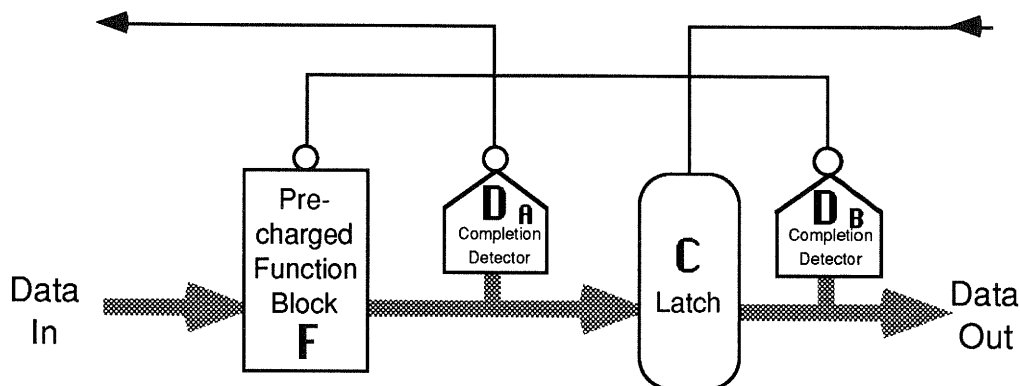 Data
In
Pre-
charged
Function
Block
F
D A
Completion
Detector
C
Latch
D B
Completion
Detector
Data
Out